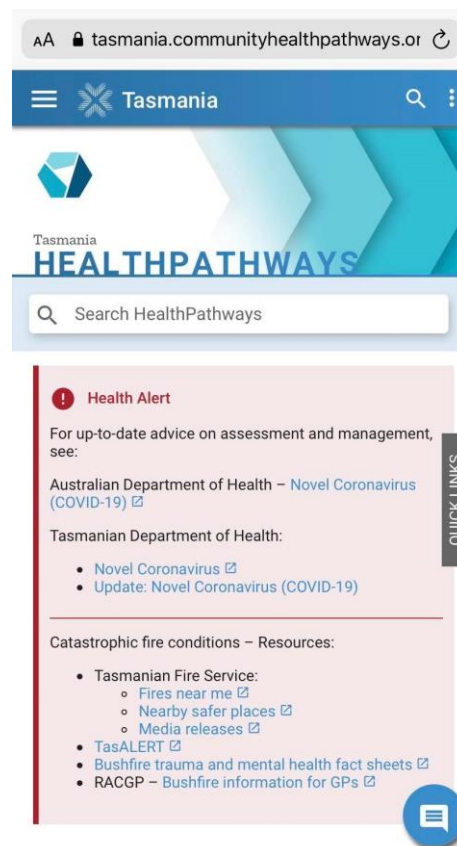 AA tasmania.communityhealthpathways.or
Tasmania
Tasmania
HEALTHPATHWAYS
Search HealthPathways
Health Alert
For up-to-date advice on assessment and management,
see:
Australian Department of Health – Novel Coronavirus
(COVID-19)
Tasmanian Department of Health:
• Novel Coronavirus
• Update: Novel Coronavirus (COVID-19)
QUICK LINKS
Catastrophic fire conditions – Resources:
• Tasmanian Fire Service:
◦ Fires near me
◦ Nearby safer places
◦ Media releases
• TasALERT
• Bushfire trauma and mental health fact sheets
• RACGP – Bushfire information for GPs